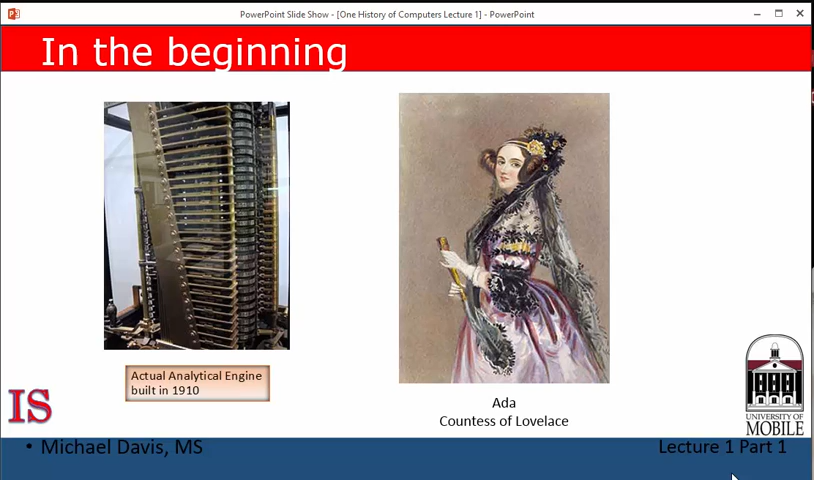 PowerPoint Slide Show - [One History of Computers Lecture 1] - PowerPoint
In the beginning
Actual Analytical Engine
built in 1910
Ada
Countess of Lovelace
IS
UNIVERSITY OF
MOBILE
• Michael Davis, MS
Lecture 1 Part 1